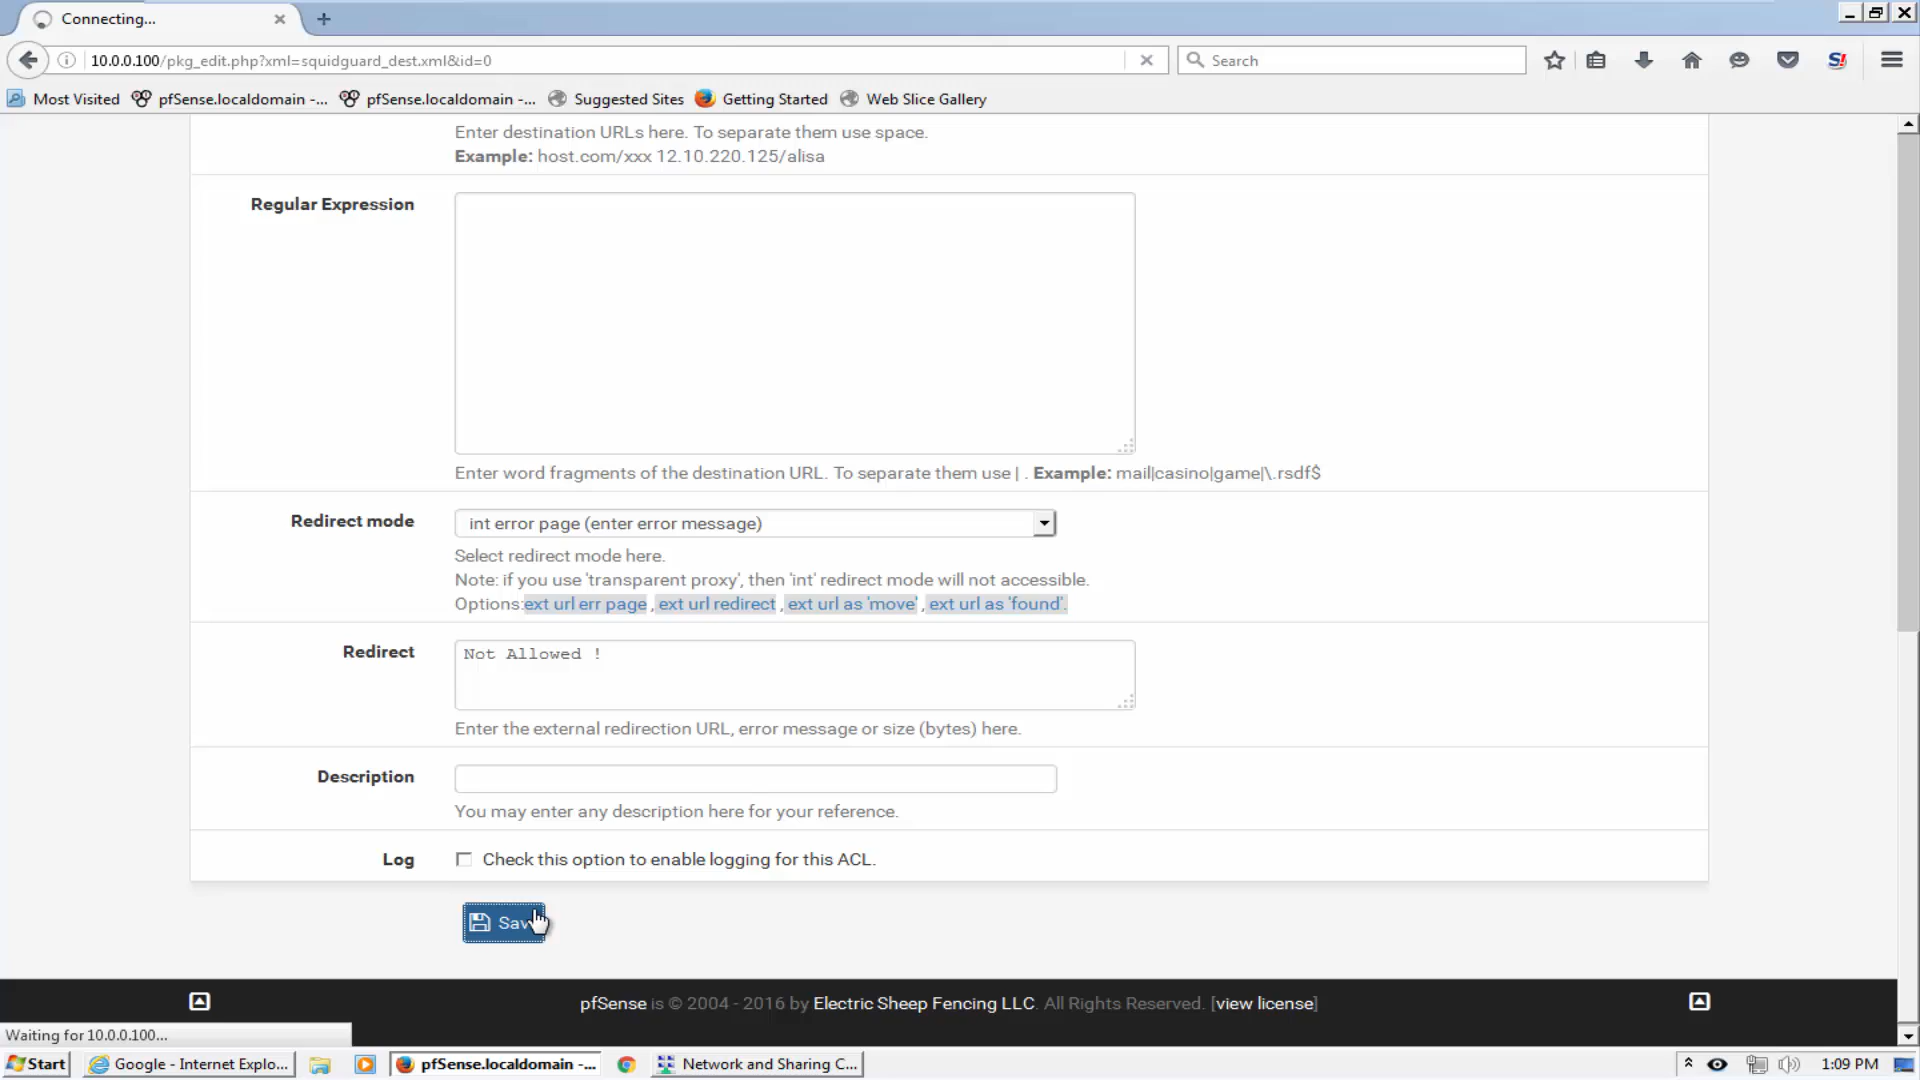 Connecting...
10.0.0.100/pkg_edit.php?xml=squidguard_dest.xml&id=0
Search
Most Visited
pfSense.localdomain -...
pfSense.localdomain -...
Suggested Sites
Getting Started
Web Slice Gallery
Enter destination URLs here. To separate them use space.
Example: host.com/xxx 12.10.220.125/alisa
Regular Expression
Enter word fragments of the destination URL. To separate them use | . Example: mail|casino|game|\.rsdf$
Redirect mode
int error page (enter error message)
Select redirect mode here.
Note: if you use 'transparent proxy', then 'int' redirect mode will not accessible.
Options:ext url err page , ext url redirect , ext url as 'move' , ext url as 'found'.
Redirect
Not Allowed !
Enter the external redirection URL, error message or size (bytes) here.
Description
You may enter any description here for your reference.
Log
Check this option to enable logging for this ACL.
Sav
pfSense is © 2004 - 2016 by Electric Sheep Fencing LLC. All Rights Reserved. [view license]
Waiting for 10.0.0.100...
Start
Google - Internet Explo...
pfSense.localdomain -...
Network and Sharing C...
1:09 PM